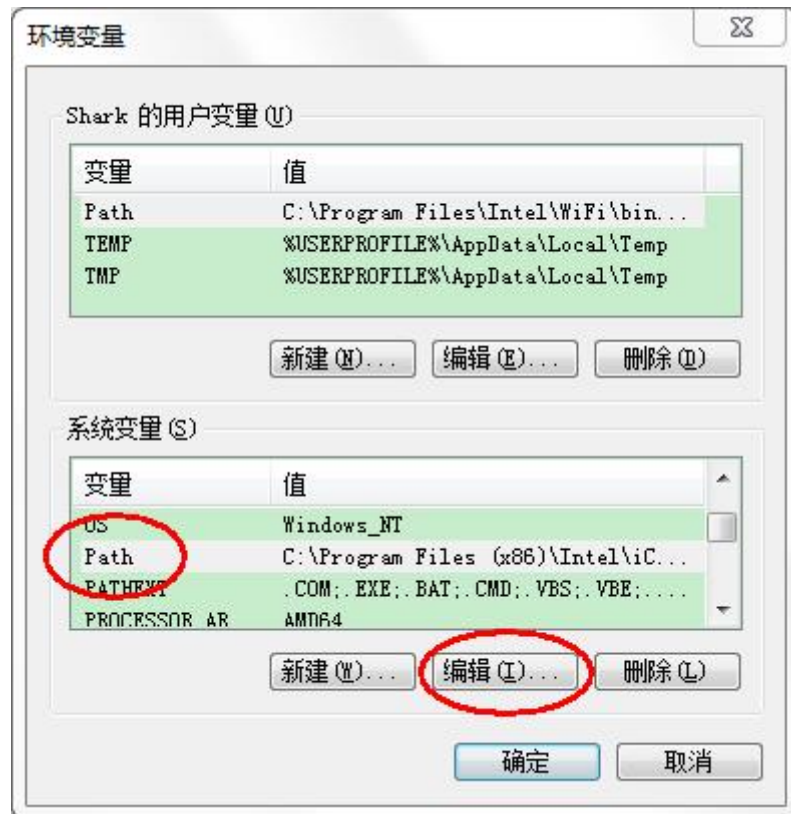 环境变量
Shark 的用户变量(U)
变量 值
Path C:\Program Files\Intel\WiFi\bin...
TEMP %USERPROFILE%\AppData\Local\Temp
TMP %USERPROFILE%\AppData\Local\Temp
新建(N)... 编辑(E)... 删除(D)
系统变量(S)
变量 值
OS Windows_NT
Path C:\Program Files (x86)\Intel\iC...
PATHEXT .COM;.EXE;.BAT;.CMD;.VBS;.VBE;....
PROCESSOR_AR AMD64
新建(W)... 编辑(I)... 删除(L)
确定 取消